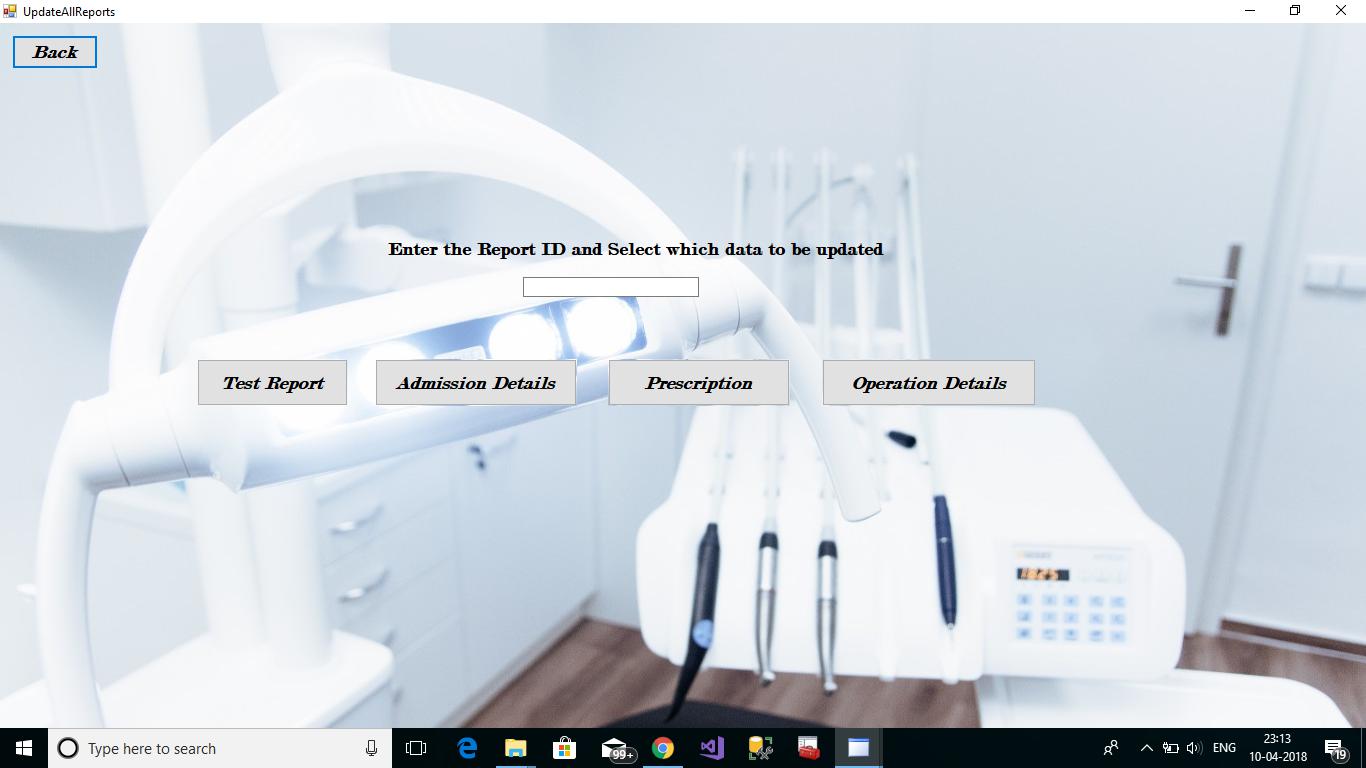 UpdateAllReports
Back
Enter the Report ID and Select which data to be updated
Test Report
Admission Details
Prescription
Operation Details
Type here to search
99+
ENG
23:13
10-04-2018
19